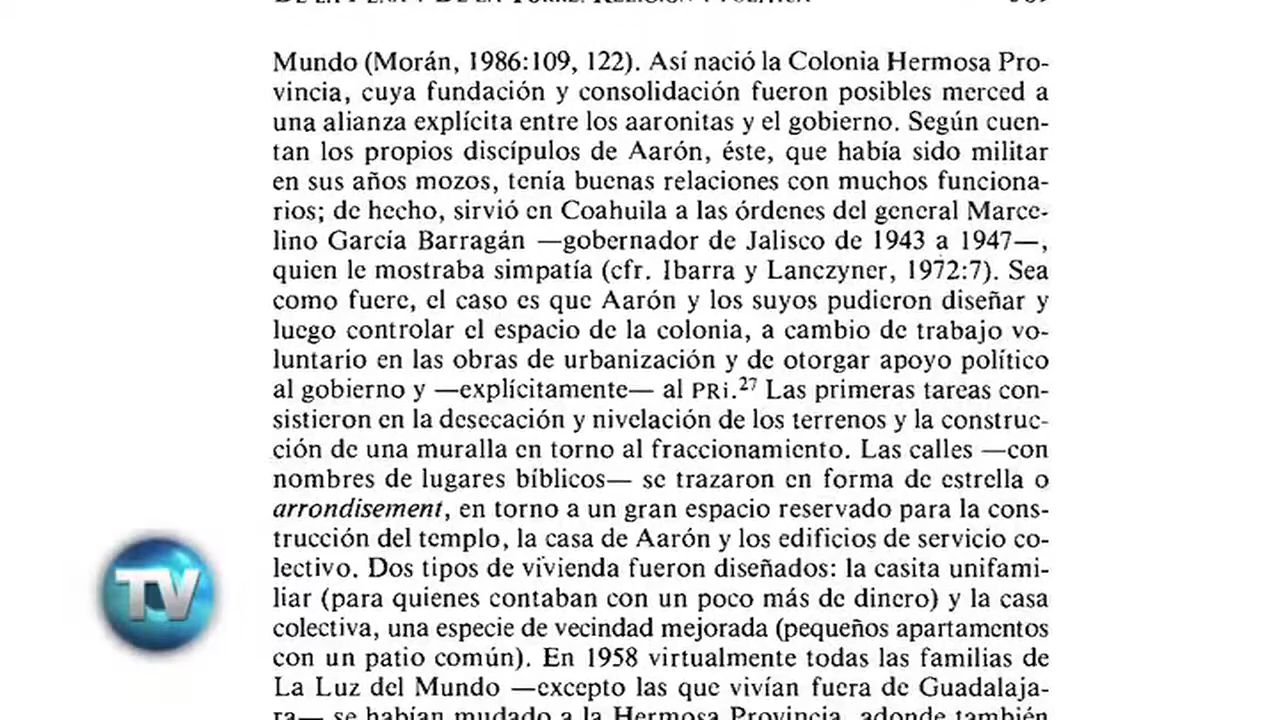 Mundo (Morán, 1986:109, 122). Así nació la Colonia Hermosa Pro-
vincia, cuya fundación y consolidación fueron posibles merced a
una alianza explícita entre los aaronitas y el gobierno. Según cuen-
tan los propios discípulos de Aarón, éste, que había sido militar
en sus años mozos, tenía buenas relaciones con muchos funciona-
rios; de hecho, sirvió en Coahuila a las órdenes del general Marce-
lino García Barragán —gobernador de Jalisco de 1943 a 1947—,
quien le mostraba simpatía (cfr. Ibarra y Lanczyner, 1972:7). Sea
como fuere, el caso es que Aarón y los suyos pudieron diseñar y
luego controlar el espacio de la colonia, a cambio de trabajo vo-
luntario en las obras de urbanización y de otorgar apoyo político
al gobierno y —explícitamente— al PRi.²⁷ Las primeras tareas con-
sistieron en la desecación y nivelación de los terrenos y la construc-
ción de una muralla en torno al fraccionamiento. Las calles —con
nombres de lugares bíblicos— se trazaron en forma de estrella o
arrondisement, en torno a un gran espacio reservado para la cons-
trucción del templo, la casa de Aarón y los edificios de servicio co-
lectivo. Dos tipos de vivienda fueron diseñados: la casita unifami-
liar (para quienes contaban con un poco más de dinero) y la casa
colectiva, una especie de vecindad mejorada (pequeños apartamentos
con un patio común). En 1958 virtualmente todas las familias de
La Luz del Mundo —excepto las que vivían fuera de Guadalaja-
ra— se habían mudado a la Hermosa Provincia, adonde también
TV